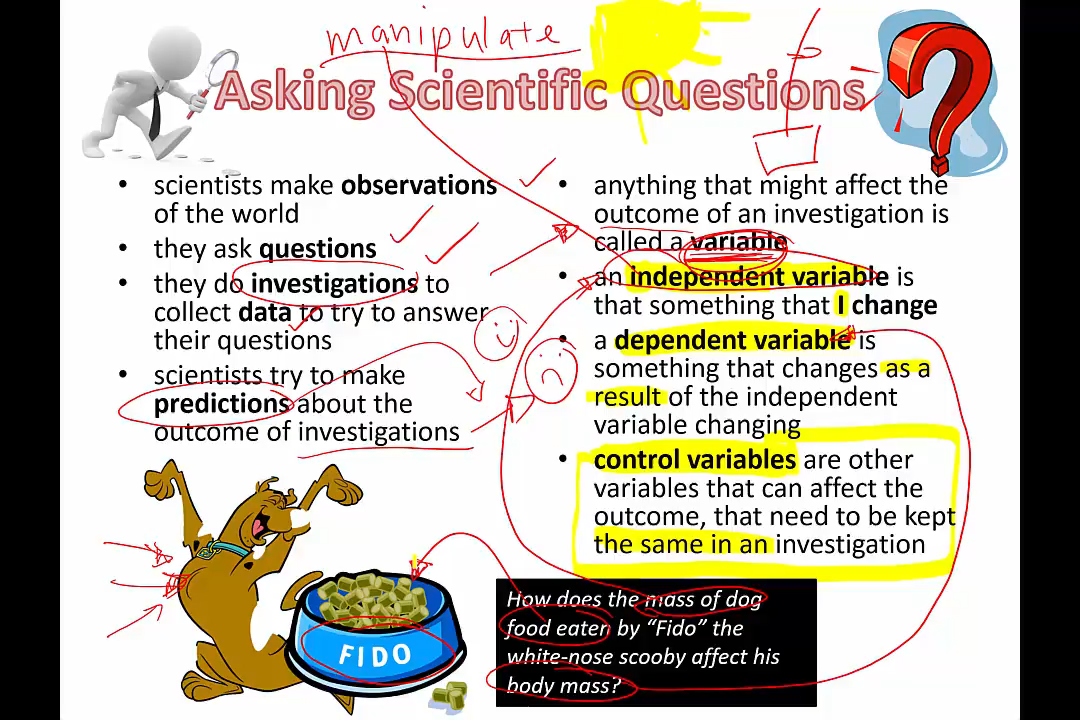 manipulate
Asking Scientific Questions
• scientists make observations
of the world
• they ask questions
• they do investigations to
collect data to try to answer
their questions
• scientists try to make
predictions about the
outcome of investigations
• anything that might affect the
outcome of an investigation is
called a variable
• an independent variable is
that something that I change
• a dependent variable is
something that changes as a
result of the independent
variable changing
• control variables are other
variables that can affect the
outcome, that need to be kept
the same in an investigation
FIDO
How does the mass of dog
food eaten by “Fido” the
white-nose scooby affect his
body mass?